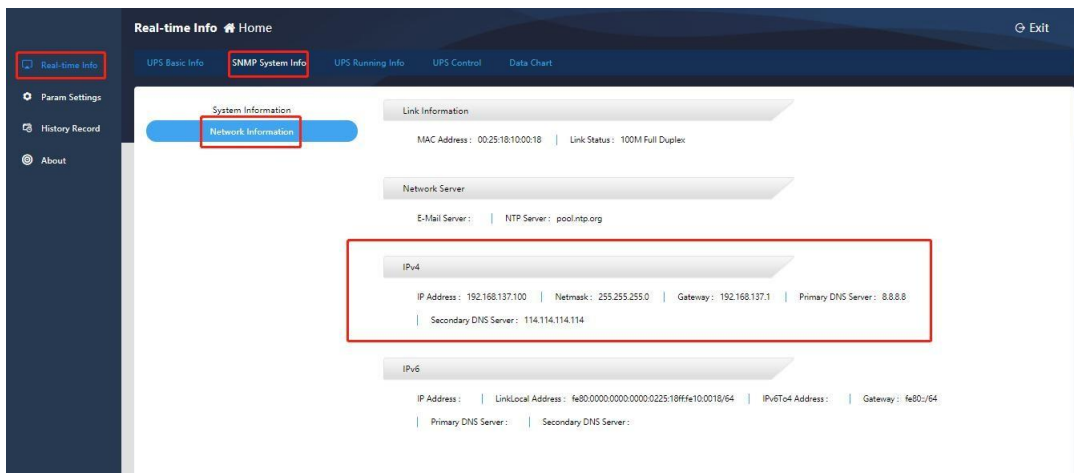 Real-time Info Home
Exit
Real-time Info
Param Settings
History Record
About
UPS Basic Info
SNMP System Info
UPS Running Info
UPS Control
Data Chart
System Information
Network Information
Link Information
MAC Address : 00:25:18:10:00:18 | Link Status : 100M Full Duplex
Network Server
E-Mail Server : | NTP Server : pool.ntp.org
IPv4
IP Address : 192.168.137.100 | Netmask : 255.255.255.0 | Gateway : 192.168.137.1 | Primary DNS Server : 8.8.8.8
| Secondary DNS Server : 114.114.114.114
IPv6
IP Address : | LinkLocal Address : fe80:0000:0000:0000:0225:18ff:fe10:0018/64 | IPv6To4 Address : | Gateway : fe80::/64
| Primary DNS Server : | Secondary DNS Server :